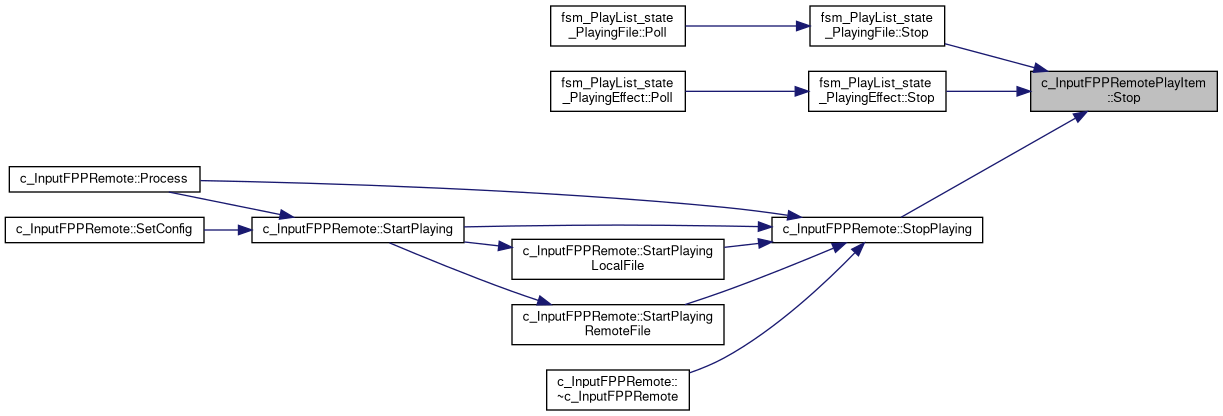 fsm_PlayList_state
_PlayingFile::Poll
fsm_PlayList_state
_PlayingFile::Stop
fsm_PlayList_state
_PlayingEffect::Poll
fsm_PlayList_state
_PlayingEffect::Stop
c_InputFPPRemotePlayItem
::Stop
c_InputFPPRemote::Process
c_InputFPPRemote::SetConfig
c_InputFPPRemote::StartPlaying
c_InputFPPRemote::StopPlaying
c_InputFPPRemote::StartPlaying
LocalFile
c_InputFPPRemote::StartPlaying
RemoteFile
c_InputFPPRemote::
~c_InputFPPRemote